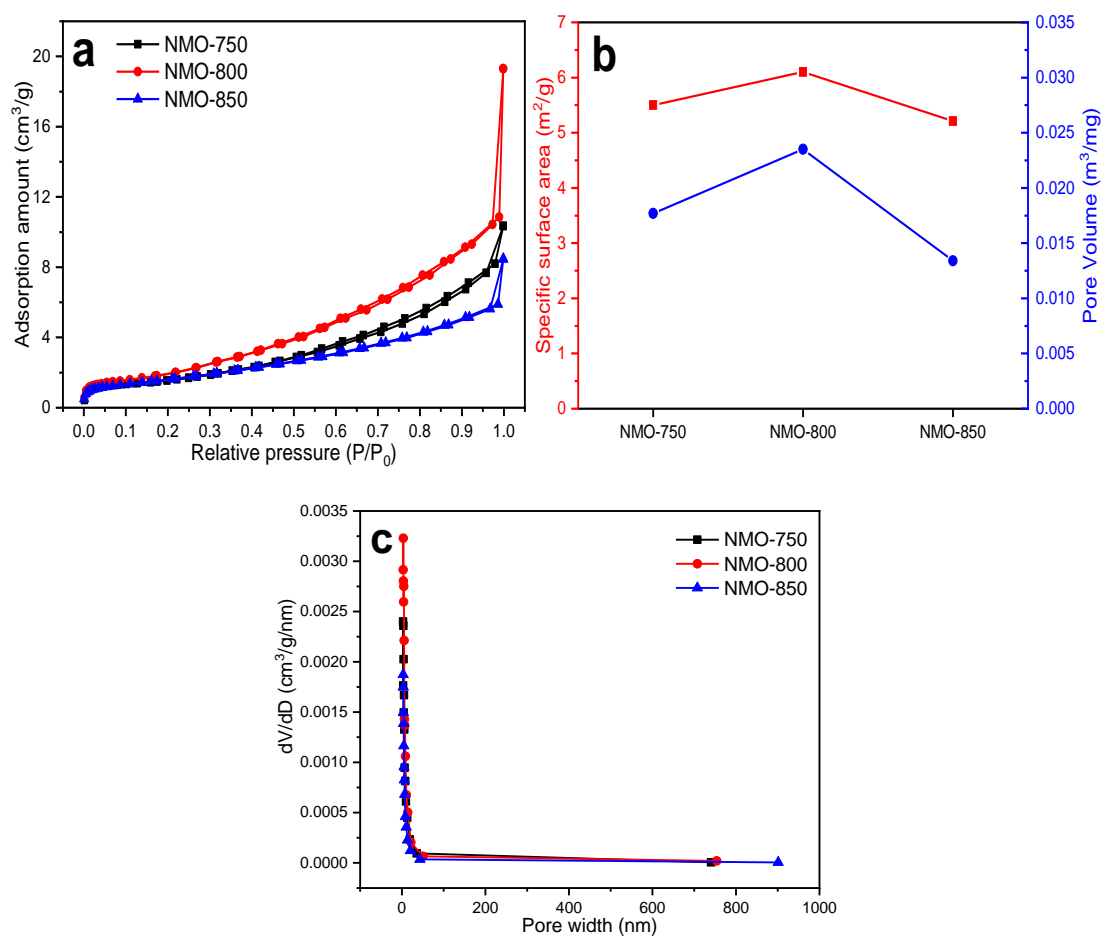 a
NMO-750
NMO-800
NMO-850
Adsorption amount (cm³/g)
20
16
12
8
4
0
0.0 0.1 0.2 0.3 0.4 0.5 0.6 0.7 0.8 0.9 1.0
Relative pressure (P/P₀)
b
Specific surface area (m²/g)
7
6
5
4
3
2
1
0
NMO-750 NMO-800 NMO-850
0.035
0.030
0.025
0.020
0.015
0.010
0.005
0.000
Pore Volume (m³/mg)
c
NMO-750
NMO-800
NMO-850
dV/dD (cm³/g/nm)
0.0035
0.0030
0.0025
0.0020
0.0015
0.0010
0.0005
0.0000
0 200 400 600 800 1000
Pore width (nm)